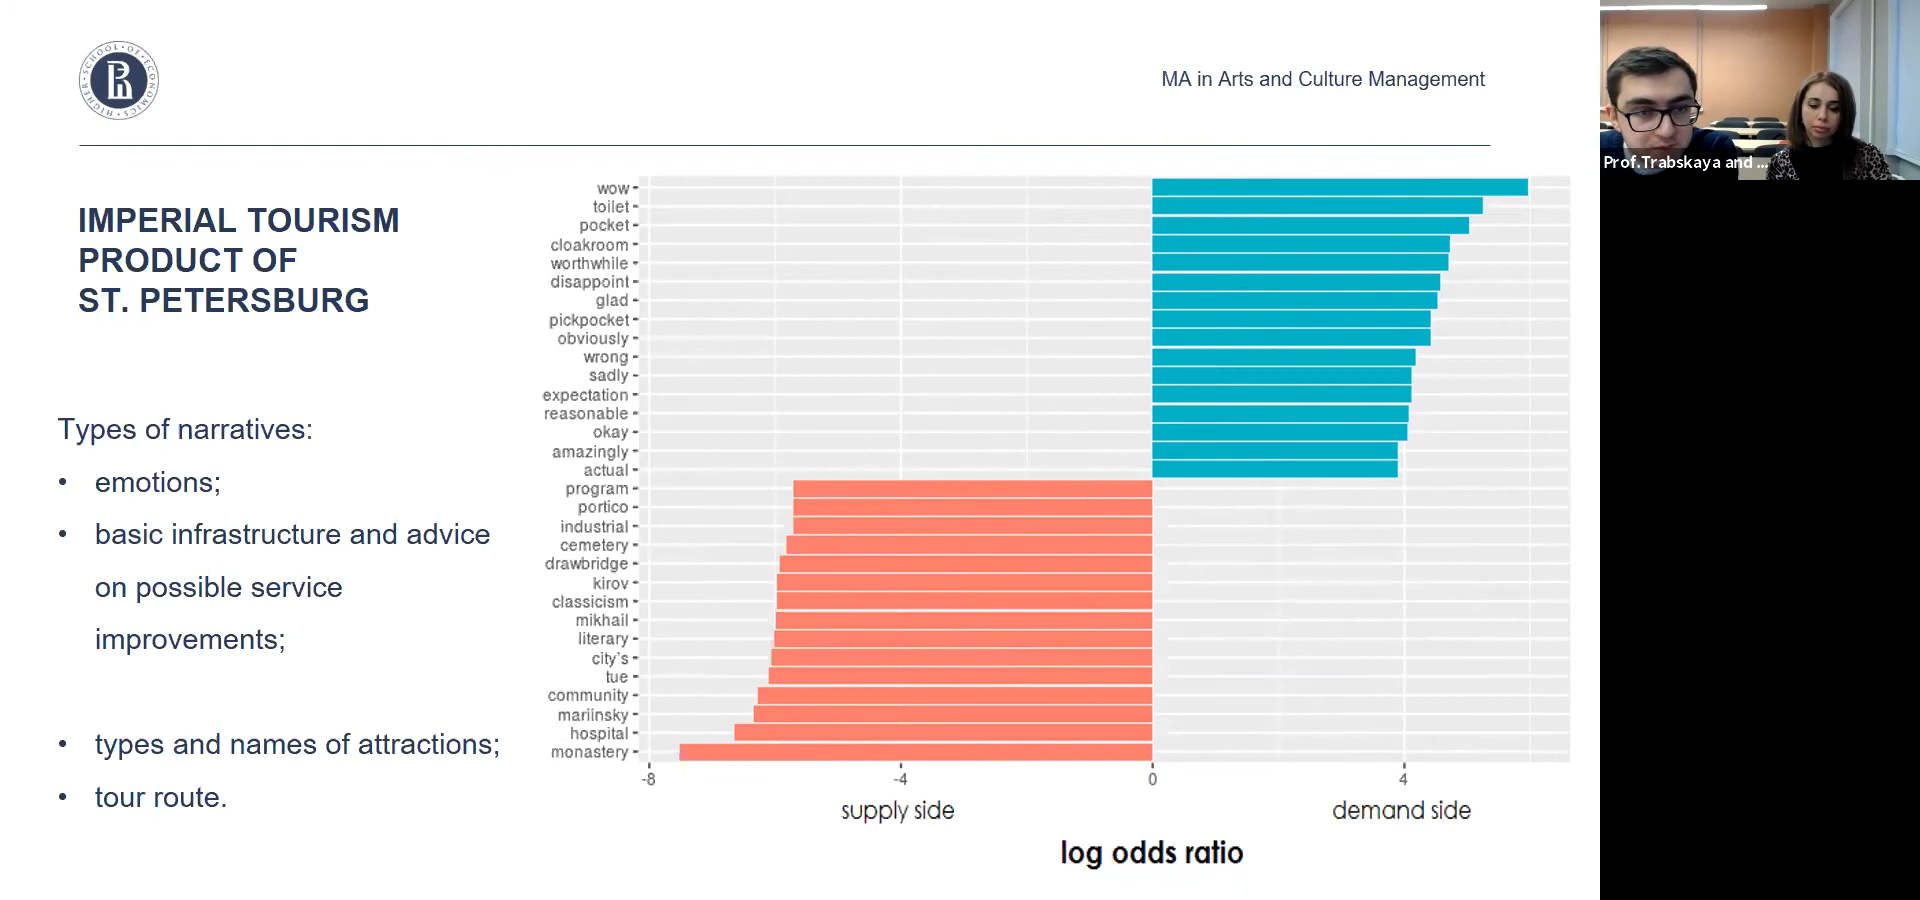 HIGHER · SCHOOL · OF · ECONOMICS
MA in Arts and Culture Management
Prof.Trabskaya and ...
IMPERIAL TOURISM
PRODUCT OF
ST. PETERSBURG
Types of narratives:
• emotions;
• basic infrastructure and advice
on possible service
improvements;
• types and names of attractions;
• tour route.
wow
toilet
pocket
cloakroom
worthwhile
disappoint
glad
pickpocket
obviously
wrong
sadly
expectation
reasonable
okay
amazingly
actual
program
portico
industrial
cemetery
drawbridge
kirov
classicism
mikhail
literary
city's
tue
community
mariinsky
hospital
monastery
-8 -4 0 4
supply side demand side
log odds ratio